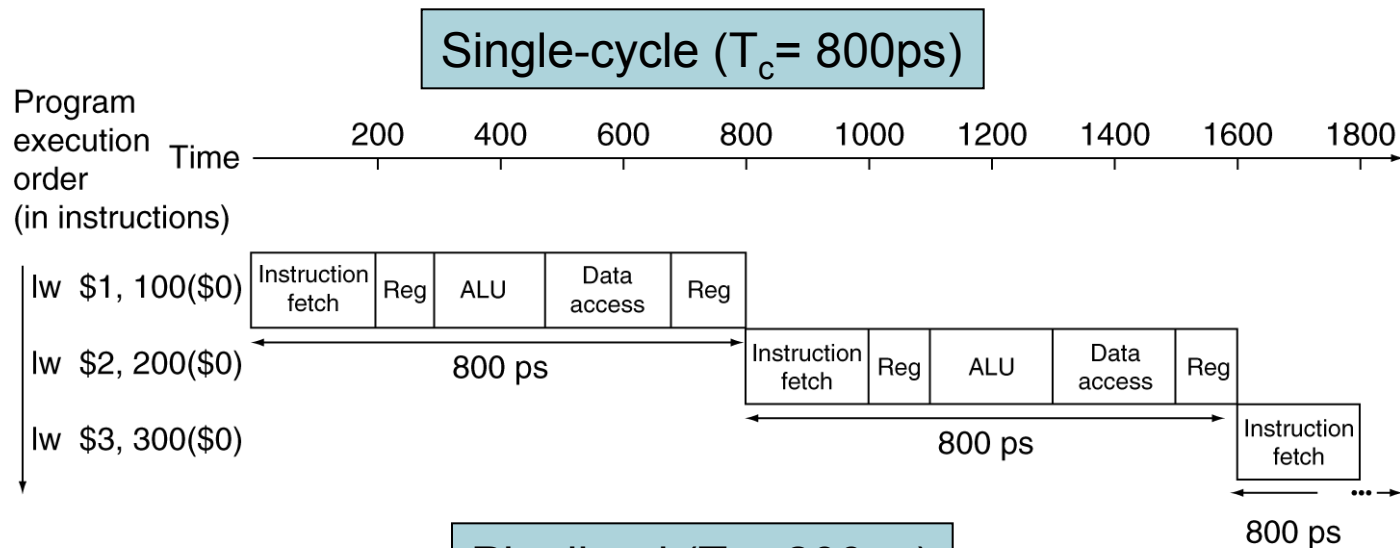 Single-cycle (Tc= 800ps)
Program
execution
order
(in instructions)
Time
200 400 600 800 1000 1200 1400 1600 1800
lw $1, 100($0)
Instruction
fetch
Reg
ALU
Data
access
Reg
800 ps
lw $2, 200($0)
Instruction
fetch
Reg
ALU
Data
access
Reg
800 ps
lw $3, 300($0)
Instruction
fetch
...
800 ps